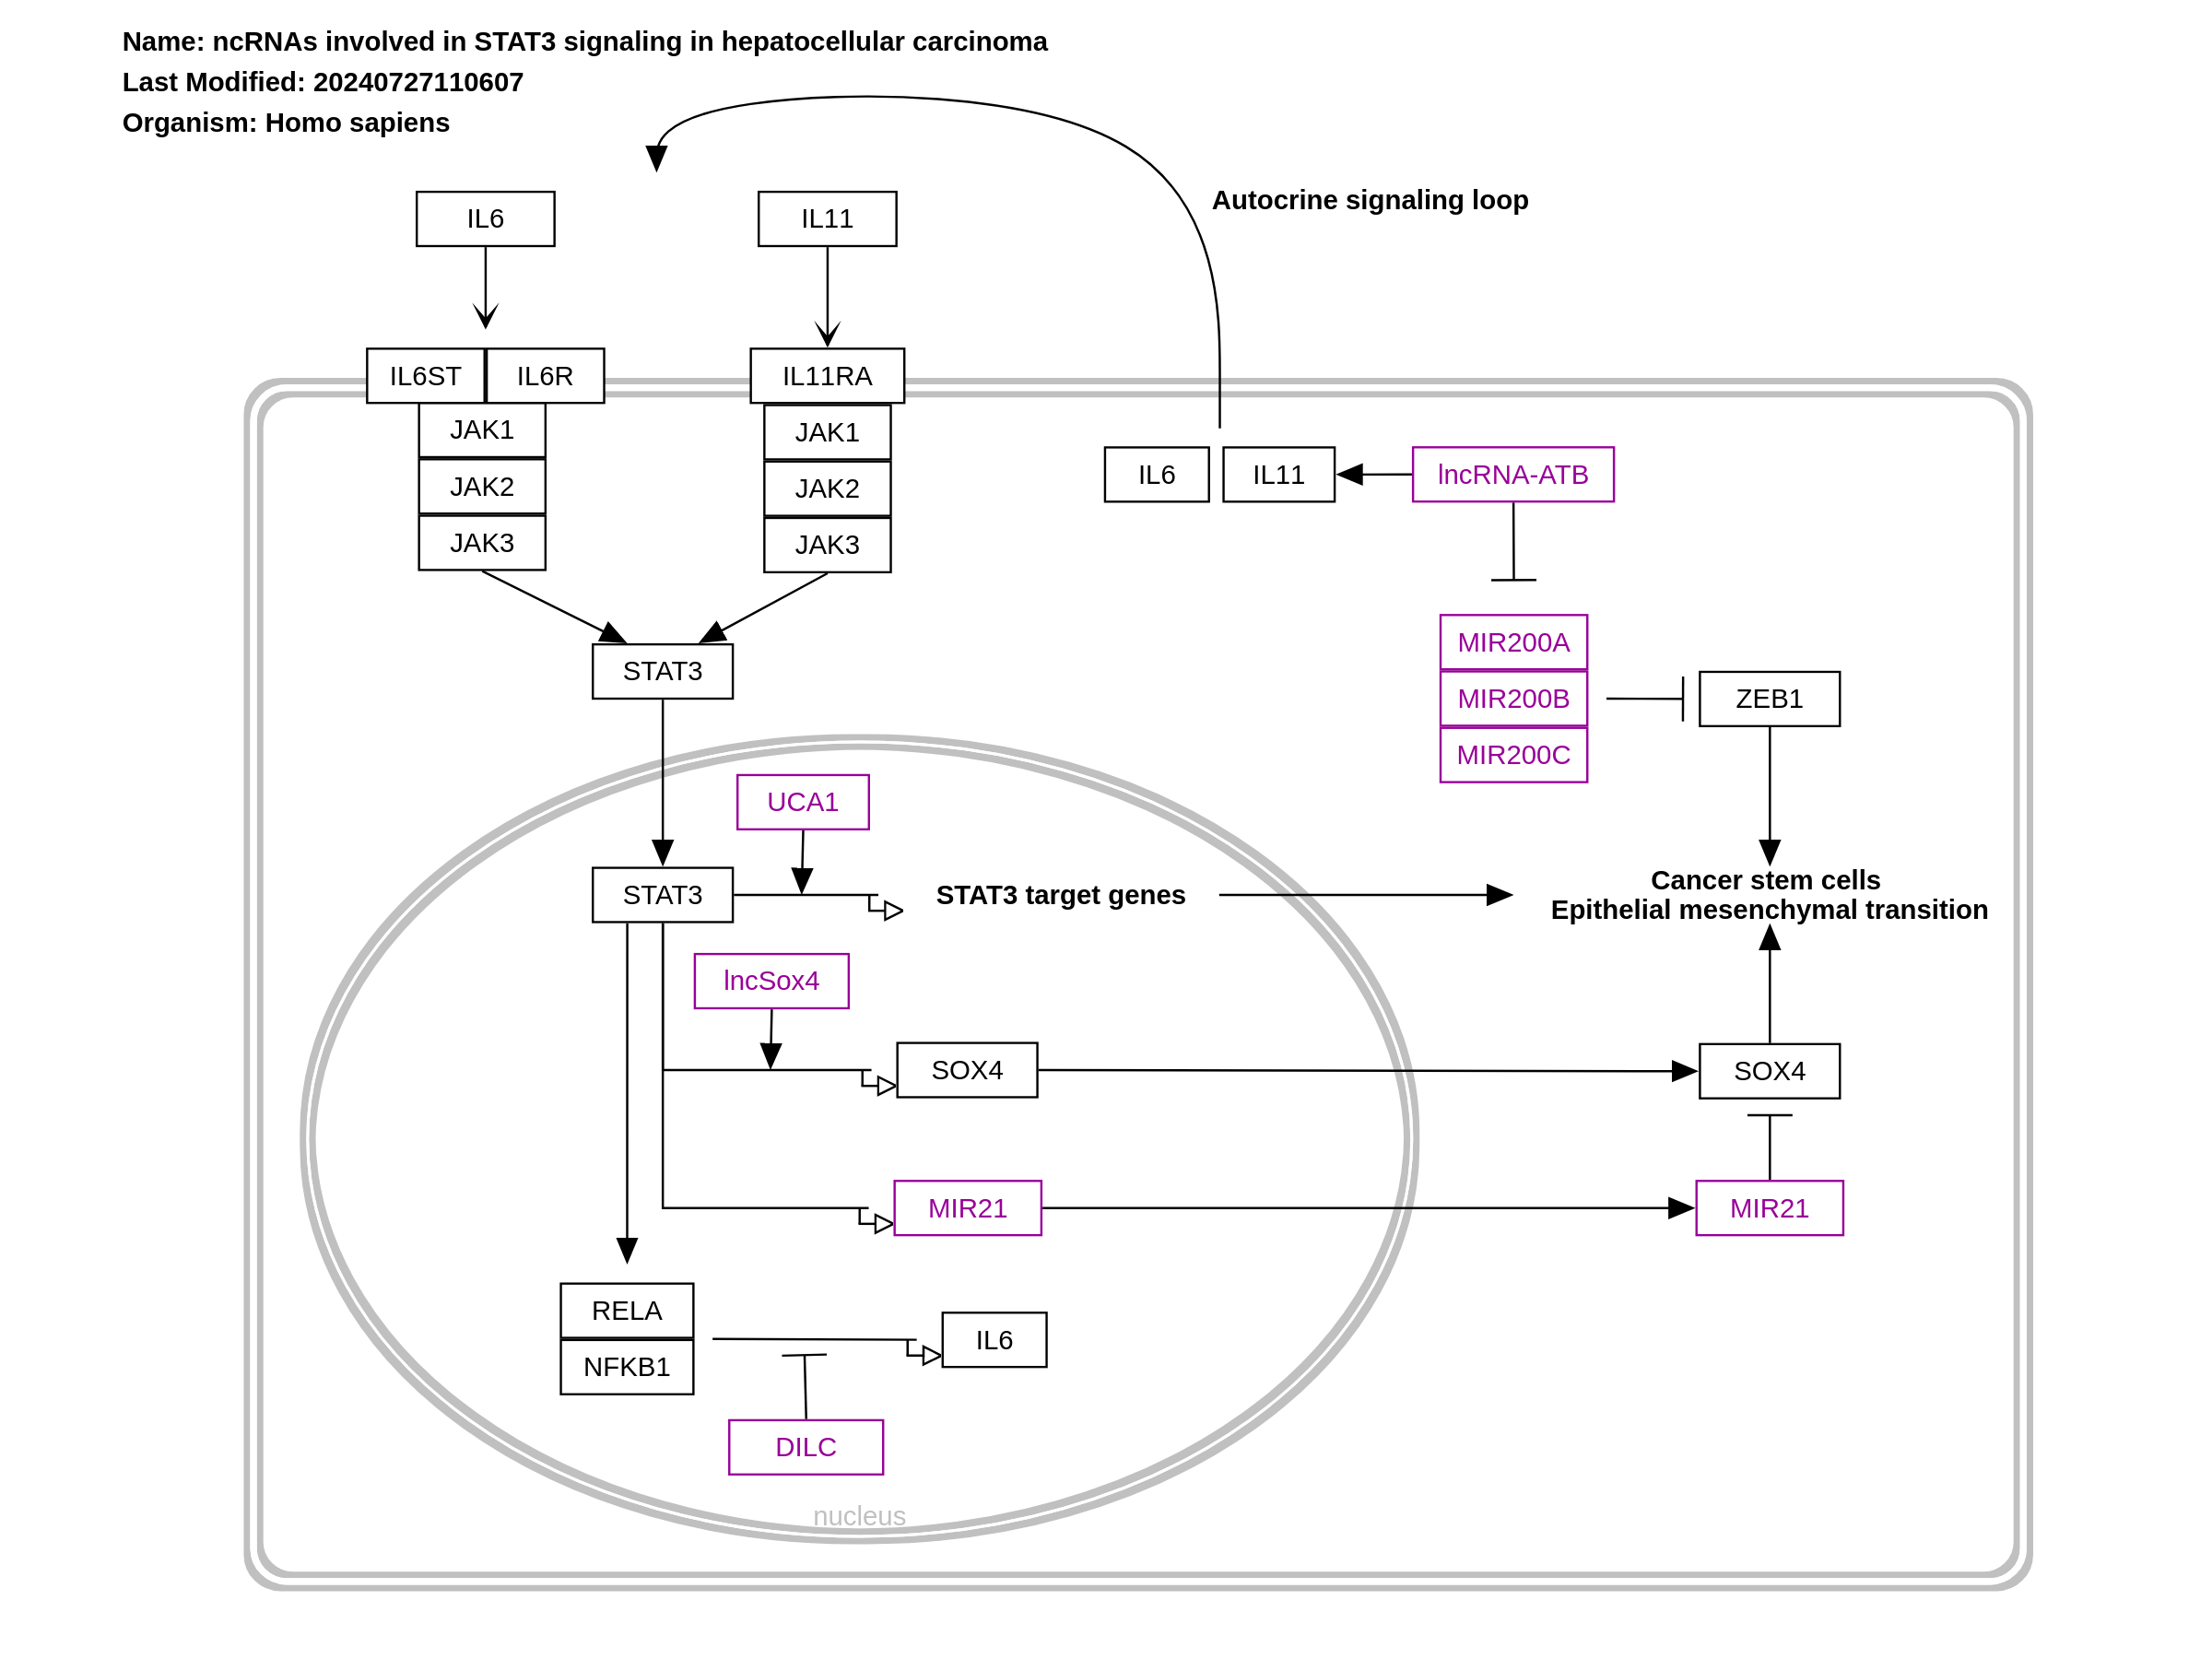 Name: ncRNAs involved in STAT3 signaling in hepatocellular carcinoma
Last Modified: 20240727110607
Organism: Homo sapiens
Autocrine signaling loop
IL6
IL11
IL6ST
IL6R
IL11RA
JAK1
JAK2
JAK3
JAK1
JAK2
JAK3
IL6
IL11
lncRNA-ATB
STAT3
MIR200A
MIR200B
MIR200C
ZEB1
UCA1
STAT3
STAT3 target genes
Cancer stem cells
Epithelial mesenchymal transition
lncSox4
SOX4
SOX4
MIR21
MIR21
RELA
NFKB1
IL6
DILC
nucleus